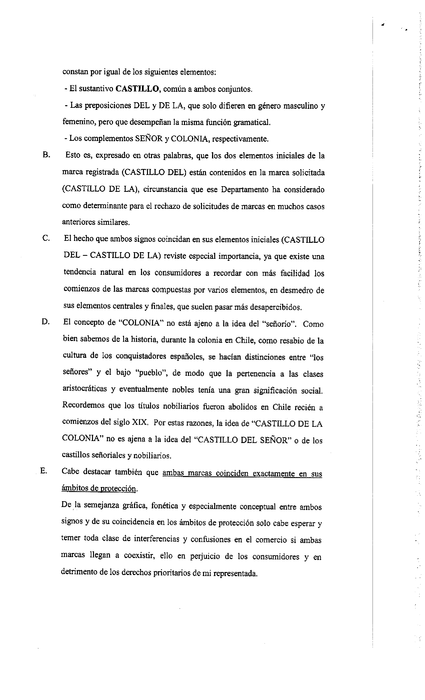 constan por igual de los siguientes elementos:
- El sustantivo CASTILLO, común a ambos conjuntos.
- Las preposiciones DEL y DE LA, que solo difieren en género masculino y
femenino, pero que desempeñan la misma función gramatical.
- Los complementos SEÑOR y COLONIA, respectivamente.
B. Esto es, expresado en otras palabras, que los dos elementos iniciales de la
marca registrada (CASTILLO DEL) están contenidos en la marca solicitada
(CASTILLO DE LA), circunstancia que ese Departamento ha considerado
como determinante para el rechazo de solicitudes de marcas en muchos casos
anteriores similares.
C. El hecho que ambos signos coincidan en sus elementos iniciales (CASTILLO
DEL – CASTILLO DE LA) reviste especial importancia, ya que existe una
tendencia natural en los consumidores a recordar con más facilidad los
comienzos de las marcas compuestas por varios elementos, en desmedro de
sus elementos centrales y finales, que suelen pasar más desapercibidos.
D. El concepto de “COLONIA” no está ajeno a la idea del “señorío”. Como
bien sabemos de la historia, durante la colonia en Chile, como resabio de la
cultura de los conquistadores españoles, se hacían distinciones entre “los
señores” y el bajo “pueblo”, de modo que la pertenencia a las clases
aristocráticas y eventualmente nobles tenía una gran significación social.
Recordemos que los títulos nobiliarios fueron abolidos en Chile recién a
comienzos del siglo XIX. Por estas razones, la idea de “CASTILLO DE LA
COLONIA” no es ajena a la idea del “CASTILLO DEL SEÑOR” o de los
castillos señoriales y nobiliarios.
E. Cabe destacar también que ambas marcas coinciden exactamente en sus
ámbitos de protección.
De la semejanza gráfica, fonética y especialmente conceptual entre ambos
signos y de su coincidencia en los ámbitos de protección solo cabe esperar y
temer toda clase de interferencias y confusiones en el comercio si ambas
marcas llegan a coexistir, ello en perjuicio de los consumidores y en
detrimento de los derechos prioritarios de mi representada.